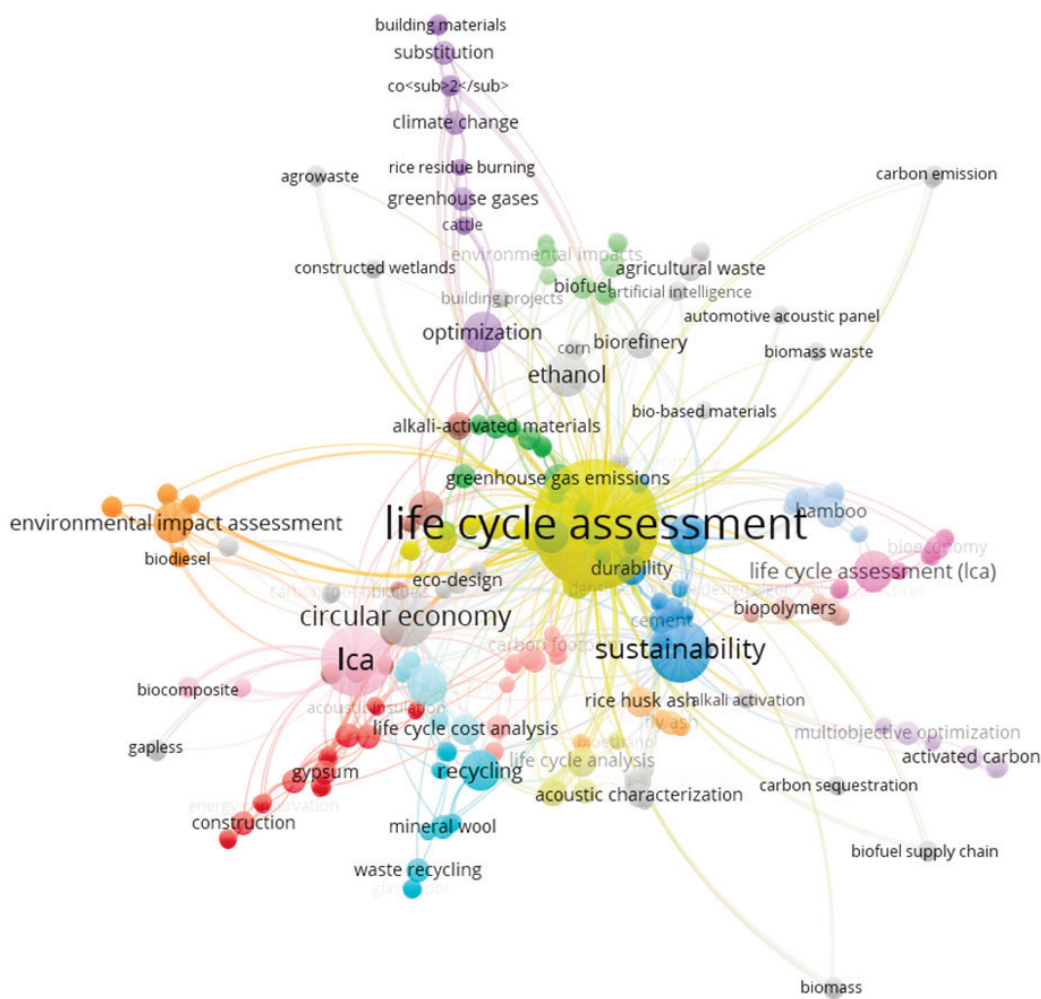 building materials
substitution
co<sub>2</sub>
climate change
rice residue burning
agrowaste
carbon emission
greenhouse gases
cattle
environmental impacts
constructed wetlands
agricultural waste
biofuel
artificial intelligence
building projects
automotive acoustic panel
optimization
corn
biorefinery
biomass waste
ethanol
bio-based materials
alkali-activated materials
greenhouse gas emissions
bamboo
environmental impact assessment
life cycle assessment
bioeconomy
biodiesel
durability
life cycle assessment (lca)
eco-design
biopolymers
circular economy
cement
carbon footprint
sustainability
lca
biocomposite
rice husk ash
alkali activation
acoustic insulation
fly ash
life cycle cost analysis
multiobjective optimization
gapless
bioethanol
activated carbon
life cycle analysis
gypsum
recycling
carbon sequestration
acoustic characterization
energy conservation
construction
mineral wool
biofuel supply chain
waste recycling
glass wool
biomass